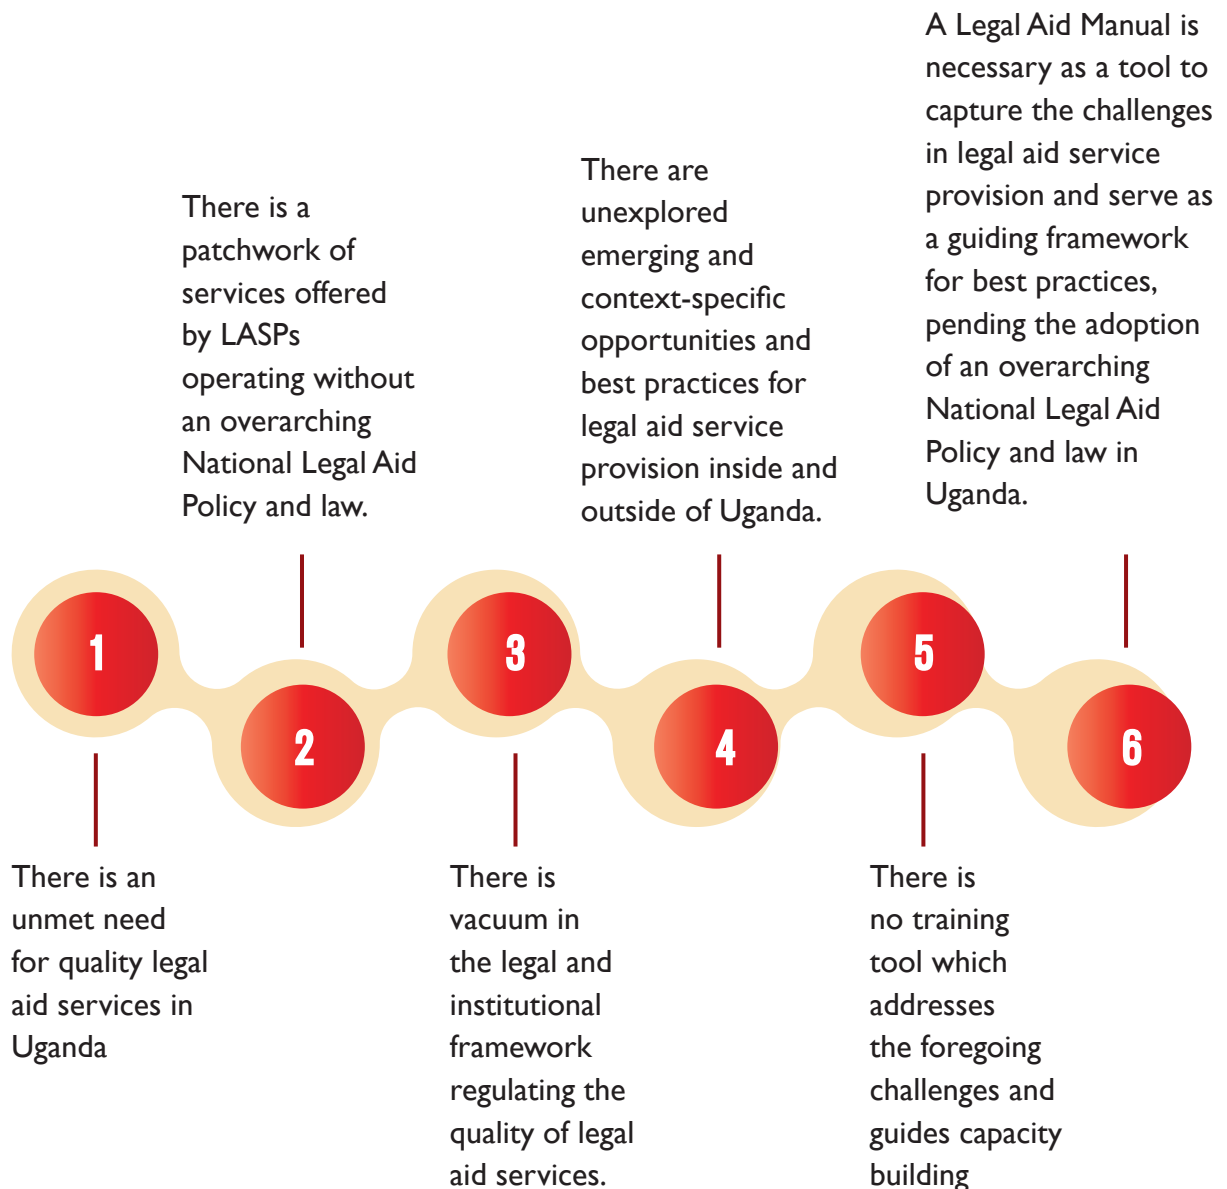 1
There is an
unmet need
for quality legal
aid services in
Uganda
2
There is a
patchwork of
services offered
by LASPs
operating without
an overarching
National Legal Aid
Policy and law.
3
There is
vacuum in
the legal and
institutional
framework
regulating the
quality of legal
aid services.
4
There are
unexplored
emerging and
context-specific
opportunities and
best practices for
legal aid service
provision inside and
outside of Uganda.
5
There is
no training
tool which
addresses
the foregoing
challenges and
guides capacity
building
6
A Legal Aid Manual is
necessary as a tool to
capture the challenges
in legal aid service
provision and serve as
a guiding framework
for best practices,
pending the adoption
of an overarching
National Legal Aid
Policy and law in
Uganda.